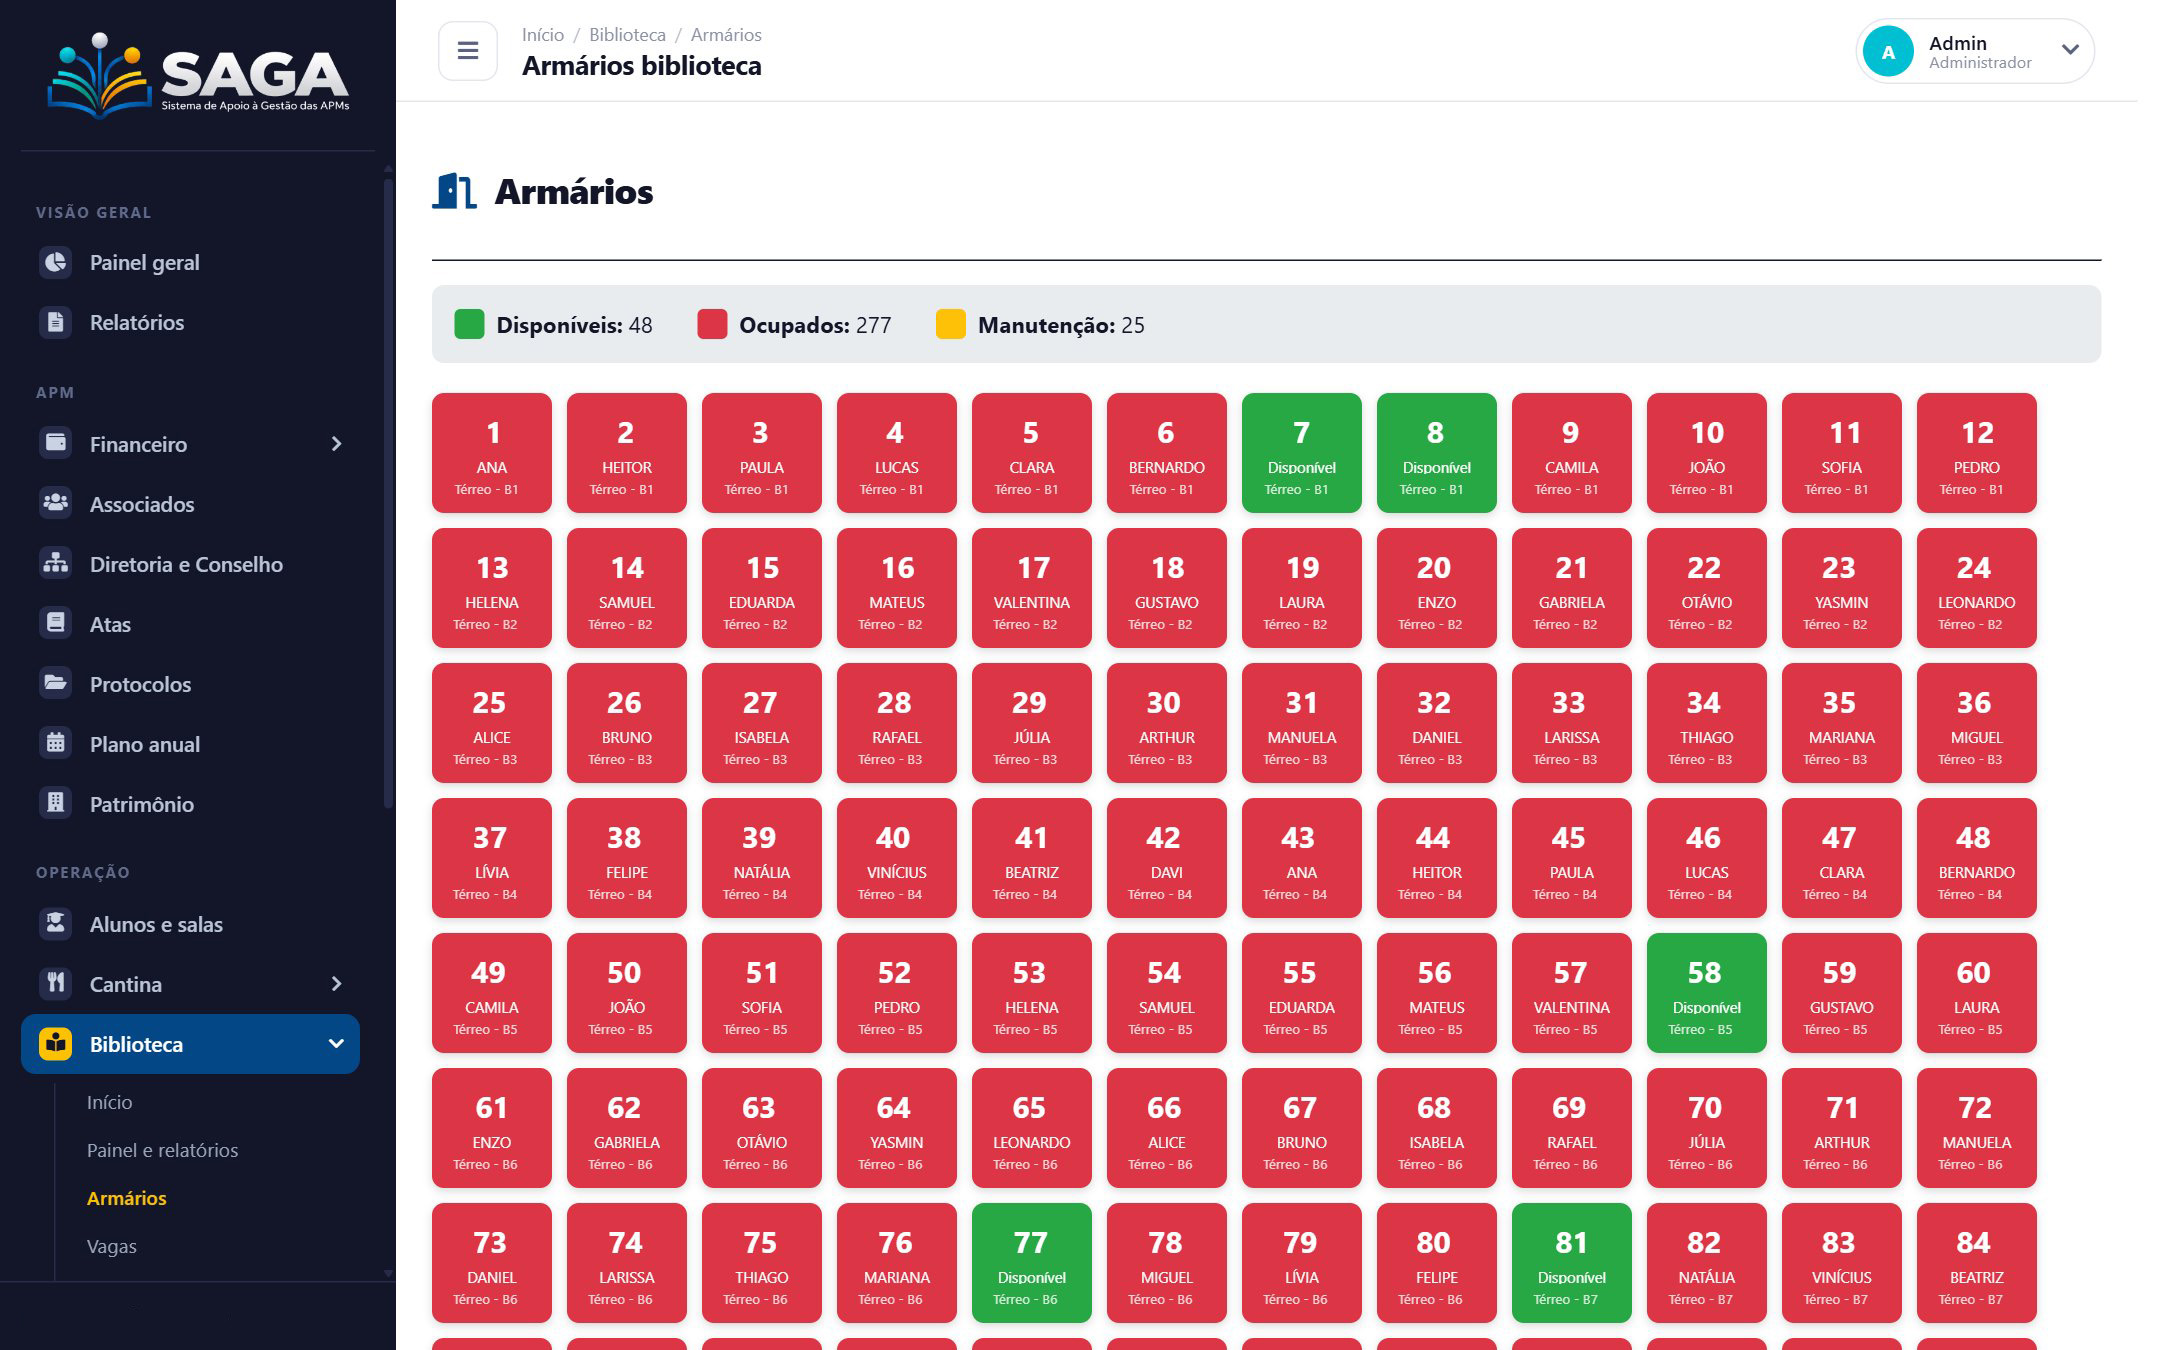 SAGA
Sistema de Apoio à Gestão das APMs
VISÃO GERAL
Painel geral
Relatórios
APM
Financeiro
Associados
Diretoria e Conselho
Atas
Protocolos
Plano anual
Patrimônio
OPERAÇÃO
Alunos e salas
Cantina
Biblioteca
Início
Painel e relatórios
Armários
Vagas
Início / Biblioteca / Armários
Armários biblioteca
A
Admin
Administrador
Armários
Disponíveis: 48 Ocupados: 277 Manutenção: 25
1 2 3 4 5 6 7 8 9 10 11 12
ANA HEITOR PAULA LUCAS CLARA BERNARDO Disponível Disponível CAMILA JOÃO SOFIA PEDRO
Térreo - B1 Térreo - B1 Térreo - B1 Térreo - B1 Térreo - B1 Térreo - B1 Térreo - B1 Térreo - B1 Térreo - B1 Térreo - B1 Térreo - B1 Térreo - B1
13 14 15 16 17 18 19 20 21 22 23 24
HELENA SAMUEL EDUARDA MATEUS VALENTINA GUSTAVO LAURA ENZO GABRIELA OTÁVIO YASMIN LEONARDO
Térreo - B2 Térreo - B2 Térreo - B2 Térreo - B2 Térreo - B2 Térreo - B2 Térreo - B2 Térreo - B2 Térreo - B2 Térreo - B2 Térreo - B2 Térreo - B2
25 26 27 28 29 30 31 32 33 34 35 36
ALICE BRUNO ISABELA RAFAEL JÚLIA ARTHUR MANUELA DANIEL LARISSA THIAGO MARIANA MIGUEL
Térreo - B3 Térreo - B3 Térreo - B3 Térreo - B3 Térreo - B3 Térreo - B3 Térreo - B3 Térreo - B3 Térreo - B3 Térreo - B3 Térreo - B3 Térreo - B3
37 38 39 40 41 42 43 44 45 46 47 48
LÍVIA FELIPE NATÁLIA VINÍCIUS BEATRIZ DAVI ANA HEITOR PAULA LUCAS CLARA BERNARDO
Térreo - B4 Térreo - B4 Térreo - B4 Térreo - B4 Térreo - B4 Térreo - B4 Térreo - B4 Térreo - B4 Térreo - B4 Térreo - B4 Térreo - B4 Térreo - B4
49 50 51 52 53 54 55 56 57 58 59 60
CAMILA JOÃO SOFIA PEDRO HELENA SAMUEL EDUARDA MATEUS VALENTINA Disponível GUSTAVO LAURA
Térreo - B5 Térreo - B5 Térreo - B5 Térreo - B5 Térreo - B5 Térreo - B5 Térreo - B5 Térreo - B5 Térreo - B5 Térreo - B5 Térreo - B5 Térreo - B5
61 62 63 64 65 66 67 68 69 70 71 72
ENZO GABRIELA OTÁVIO YASMIN LEONARDO ALICE BRUNO ISABELA RAFAEL JÚLIA ARTHUR MANUELA
Térreo - B6 Térreo - B6 Térreo - B6 Térreo - B6 Térreo - B6 Térreo - B6 Térreo - B6 Térreo - B6 Térreo - B6 Térreo - B6 Térreo - B6 Térreo - B6
73 74 75 76 77 78 79 80 81 82 83 84
DANIEL LARISSA THIAGO MARIANA Disponível MIGUEL LÍVIA FELIPE Disponível NATÁLIA VINÍCIUS BEATRIZ
Térreo - B6 Térreo - B6 Térreo - B6 Térreo - B6 Térreo - B6 Térreo - B6 Térreo - B6 Térreo - B6 Térreo - B7 Térreo - B7 Térreo - B7 Térreo - B7